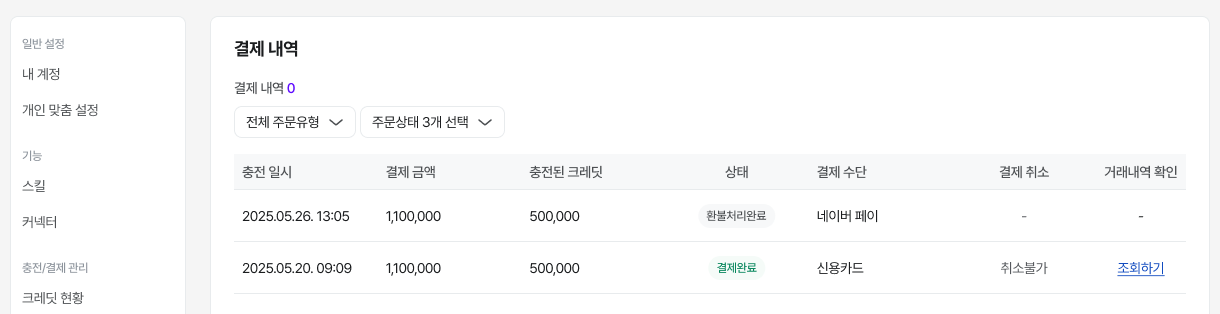 일반 설정
내 계정
개인 맞춤 설정
기능
스킬
커넥터
충전/결제 관리
크레딧 현황
결제 내역
결제 내역 0
전체 주문유형 주문상태 3개 선택
충전 일시 결제 금액 충전된 크레딧 상태 결제 수단 결제 취소 거래내역 확인
2025.05.26. 13:05 1,100,000 500,000 환불처리완료 네이버 페이 - -
2025.05.20. 09:09 1,100,000 500,000 결제완료 신용카드 취소불가 조회하기